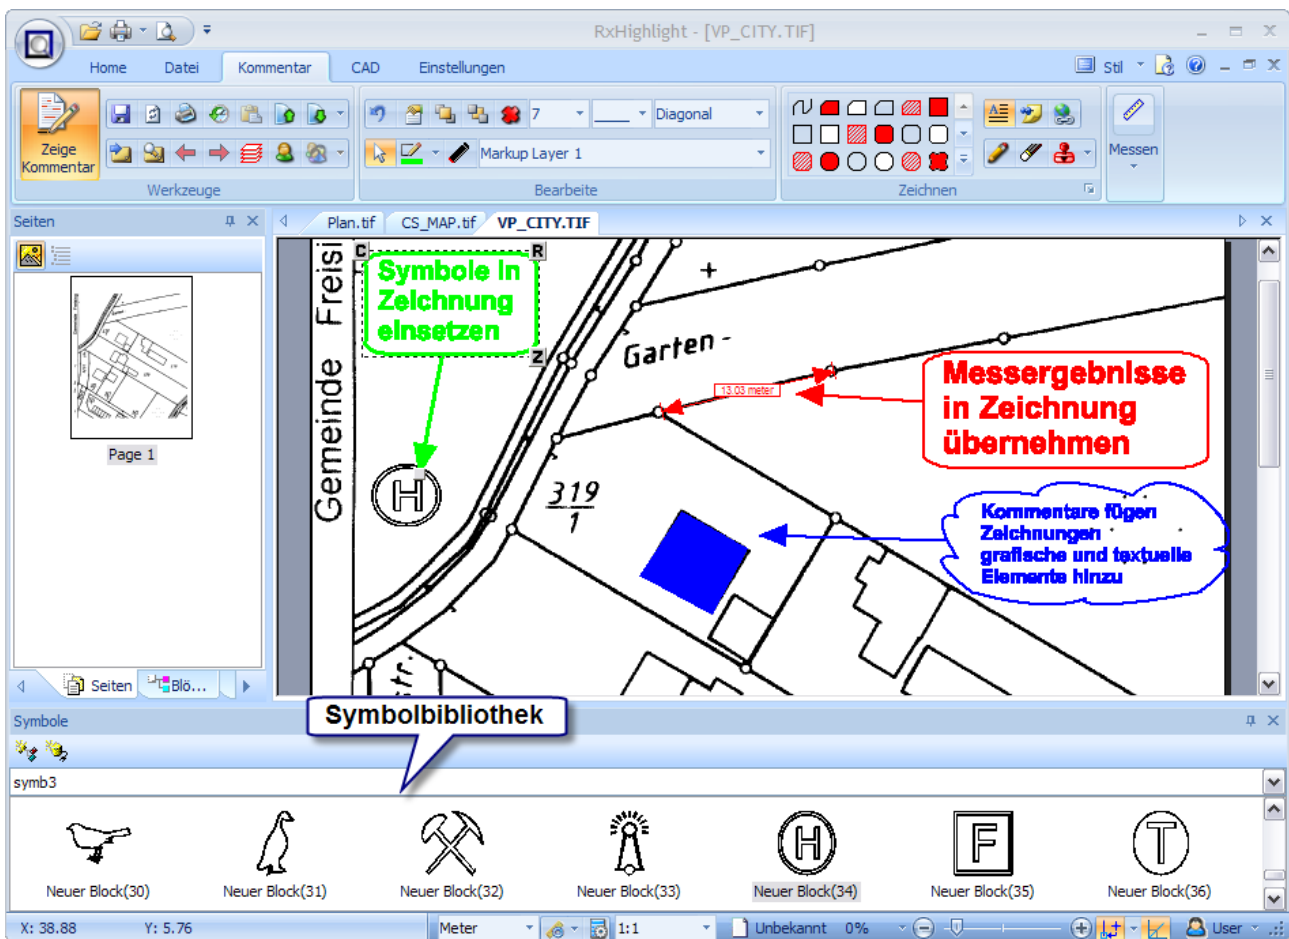 RxHighlight - [VP_CITY.TIF]
Home Datei Kommentar CAD Einstellungen Stil
Zeige
Kommentar
7 Diagonal
Markup Layer 1
Messen
Werkzeuge Bearbeite Zeichnen
Seiten
Plan.tif CS_MAP.tif VP_CITY.TIF
Page 1
Seiten Blö...
Gemeinde Freisi
C R
Z
Symbole in
Zeichnung
einsetzen
Garten-
13.03 meter
Messergebnisse
in Zeichnung
übernehmen
H
319
1
Kommentare fügen
Zeichnungen
grafische und textuelle
Elemente hinzu
str.
Symbolbibliothek
Symbole
symb3
H F T
Neuer Block(30) Neuer Block(31) Neuer Block(32) Neuer Block(33) Neuer Block(34) Neuer Block(35) Neuer Block(36)
X: 38.88 Y: 5.76 Meter 1:1 Unbekannt 0% User